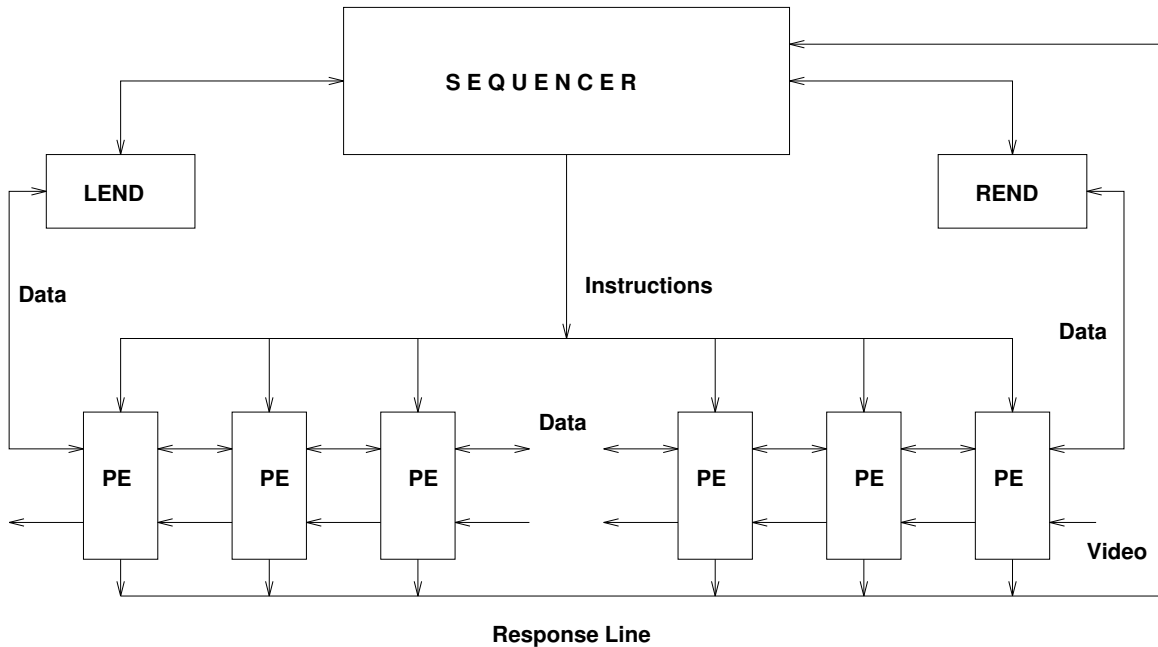 S E Q U E N C E R
LEND
REND
Data
Instructions
Data
Data
PE
PE
PE
PE
PE
PE
Video
Response Line